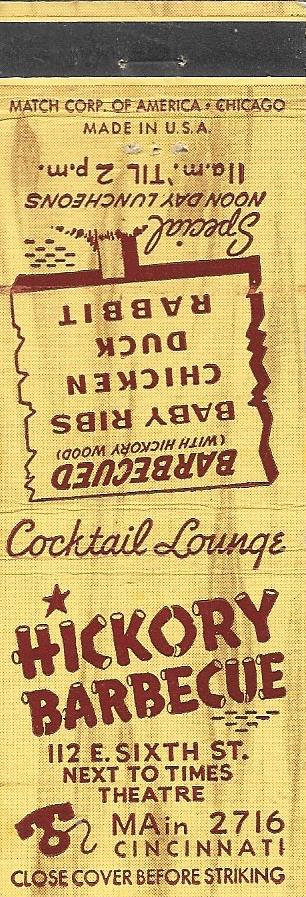 MATCH CORP. OF AMERICA • CHICAGO
MADE IN U.S.A.
BARBECUED
(WITH HICKORY WOOD)
BABY RIBS
CHICKEN
DUCK
RABBIT
Special
NOON DAY LUNCHEONS
11 a.m. 'TIL 2 p.m.
Cocktail Lounge
HICKORY
BARBECUE
112 E. SIXTH ST.
NEXT TO TIMES
THEATRE
MAin 2716
CINCINNATI
CLOSE COVER BEFORE STRIKING